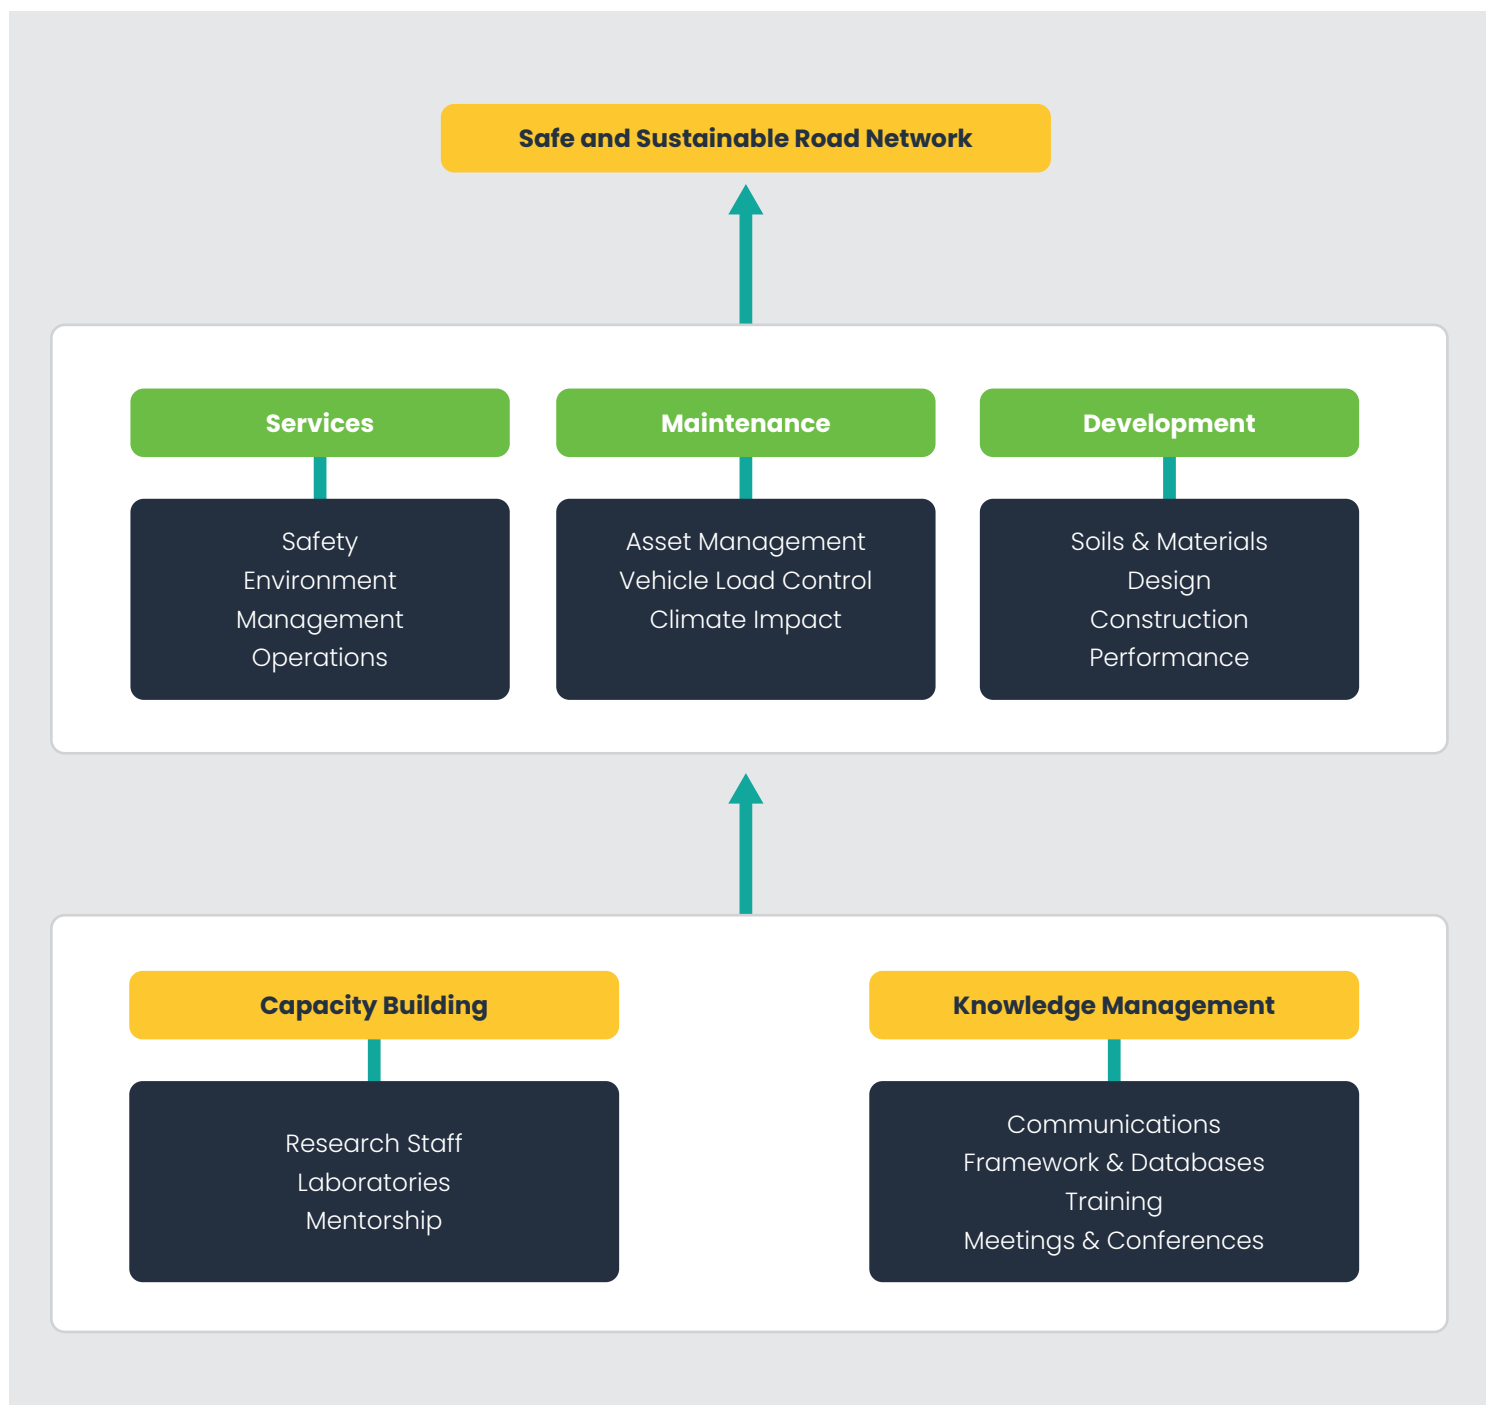 Safe and Sustainable Road Network
Services
Maintenance
Development
Safety
Environment
Management
Operations
Asset Management
Vehicle Load Control
Climate Impact
Soils & Materials
Design
Construction
Performance
Capacity Building
Knowledge Management
Research Staff
Laboratories
Mentorship
Communications
Framework & Databases
Training
Meetings & Conferences